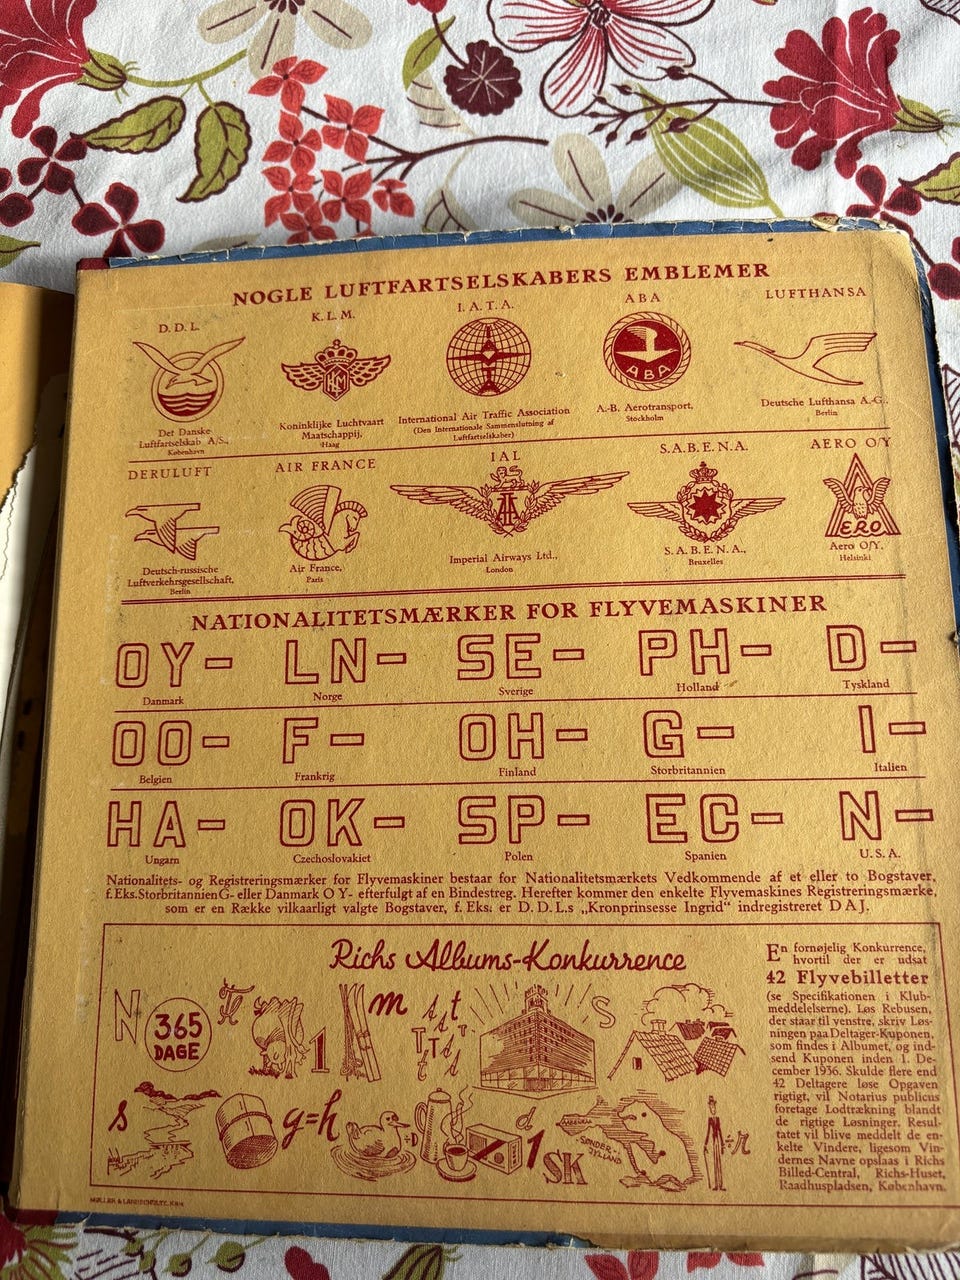 NOGLE LUFTFARTSELSKABERS EMBLEMER
D.D.L.
K.L.M.
I.A.T.A.
ABA
LUFTHANSA
KLM
ABA
Det Danske
Luftfartselskab A/S.,
København
Koninklijke Luchtvaart
Maatschappij,
Haag
International Air Traffic Association
(Den Internationale Sammenslutning af
Luftfartselskaber)
A.-B. Aerotransport,
Stockholm
Deutsche Lufthansa A.-G.,
Berlin
DERULUFT
AIR FRANCE
IAL
S.A.B.E.N.A.
AERO O/Y
ERO
Deutsch-russische
Luftverkehrsgesellschaft,
Berlin
Air France,
Paris
Imperial Airways Ltd.,
London
S.A.B.E.N.A.,
Bruxelles
Aero O/Y,
Helsinki
NATIONALITETSMÆRKER FOR FLYVEMASKINER
OY- LN- SE- PH- D-
Danmark Norge Sverige Holland Tyskland
OO- F- OH- G- I-
Belgien Frankrig Finland Storbritannien Italien
HA- OK- SP- EC- N-
Ungarn Czechoslovakiet Polen Spanien U.S.A.
Nationalitets- og Registreringsmærker for Flyvemaskiner bestaar for Nationalitetsmærkets Vedkommende af et eller to Bogstaver,
f.Eks.StorbritannienG- eller Danmark OY- efterfulgt af en Bindestreg. Herefter kommer den enkelte Flyvemaskines Registreringsmærke,
som er en Række vilkaarligt valgte Bogstaver, f. Eks. er D.D.L.s „Kronprinsesse Ingrid“ indregistreret DAJ.
Richs Albums-Konkurrence
N
365
DAGE
1
m
S
s
g=h
÷D
d
1
SK
SØNDER-
JYLLAND
÷r
En fornøjelig Konkurrence,
hvortil der er udsat
42 Flyvebilletter
(se Specifikationen i Klub-
meddelelserne). Løs Rebusen,
der staar til venstre, skriv Løs-
ningen paa Deltager-Kuponen,
som findes i Albumet, og ind-
send Kuponen inden 1. De-
cember 1936. Skulde flere end
42 Deltagere løse Opgaven
rigtigt, vil Notarius publicus
foretage Lodtrækning blandt
de rigtige Løsninger. Resul-
tatet vil blive meddelt de en-
kelte Vindere, ligesom Vin-
dernes Navne opslaas i Richs
Billed-Central, Richs-Huset,
Raadhuspladsen, København.